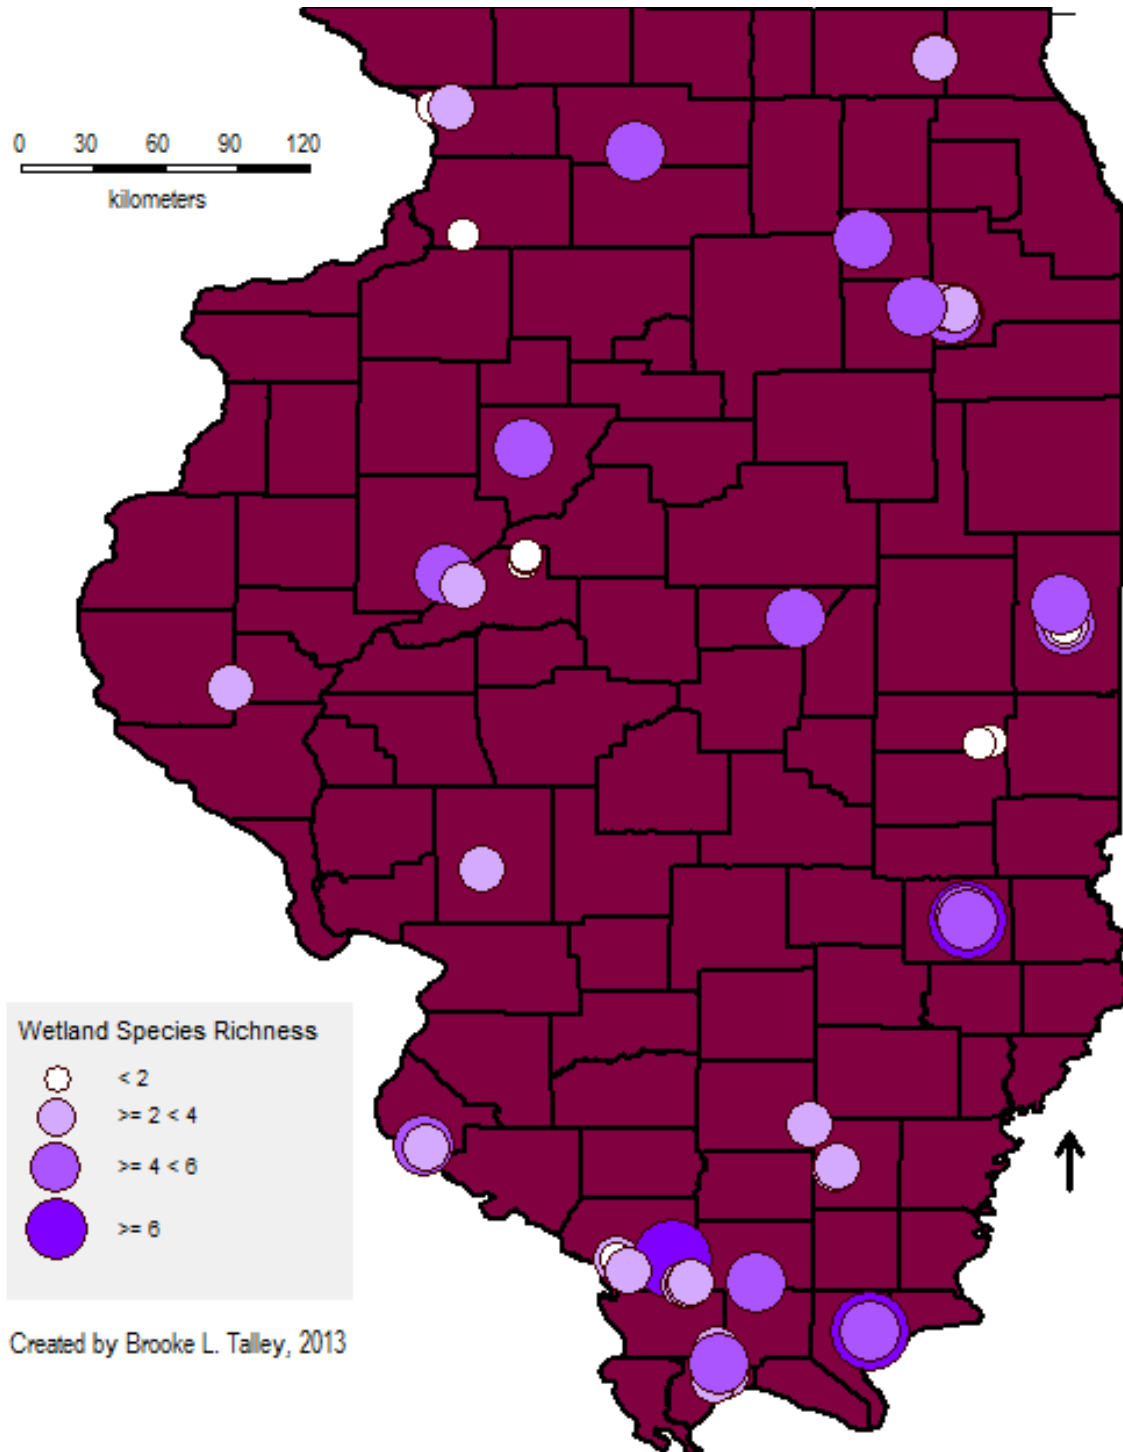 0 30 60 90 120
kilometers
Wetland Species Richness
< 2
>= 2 < 4
>= 4 < 6
>= 6
Created by Brooke L. Talley, 2013